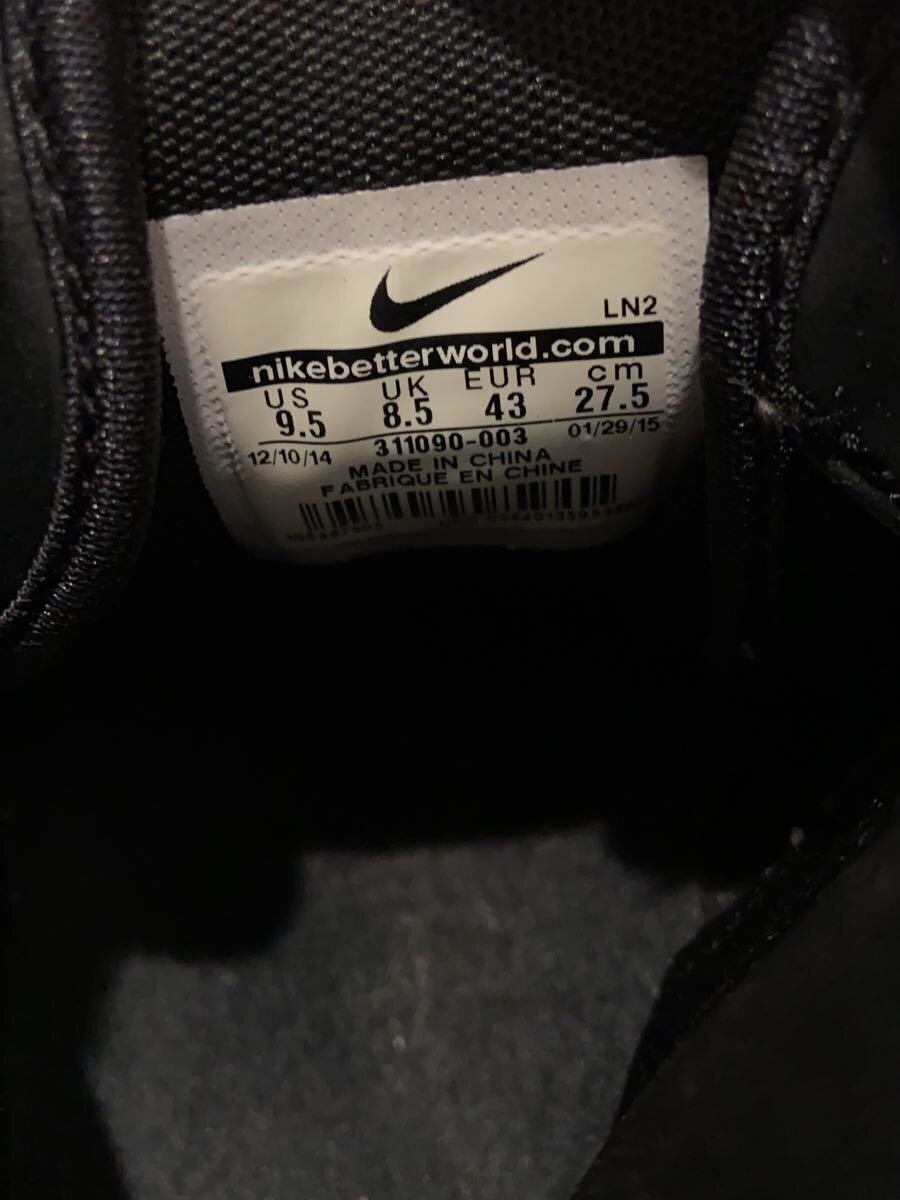 LN2
nikebetterworld.com
US UK EUR cm
9.5 8.5 43 27.5
12/10/14 311090-003 01/29/15
MADE IN CHINA
FABRIQUE EN CHINE